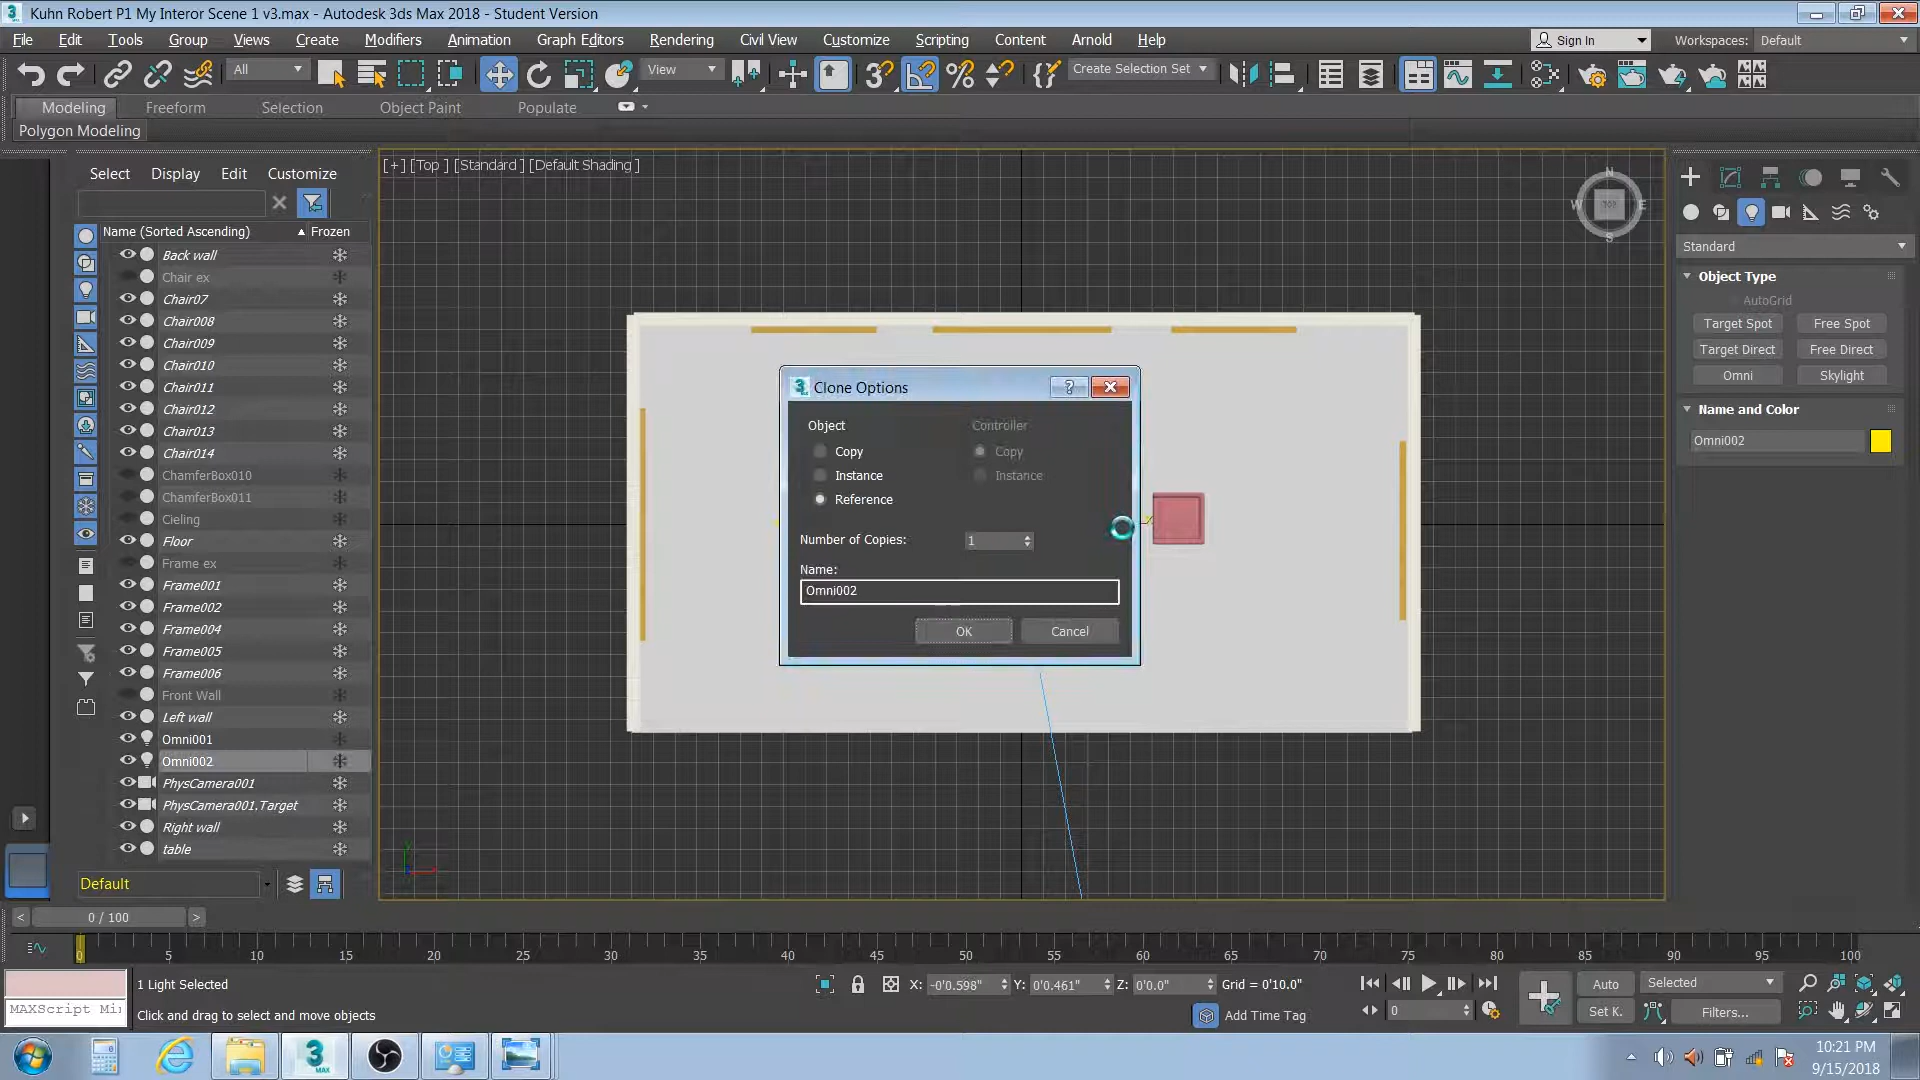 Kuhn Robert P1 My Interor Scene 1 v3.max - Autodesk 3ds Max 2018 - Student Version
File Edit Tools Group Views Create Modifiers Animation Graph Editors Rendering Civil View Customize Scripting Content Arnold Help
Sign In Workspaces: Default
All View Create Selection Set
Modeling Freeform Selection Object Paint Populate
Polygon Modeling
Select Display Edit Customize
[+] [Top ] [Standard ] [Default Shading ]
Name (Sorted Ascending) Frozen
Back wall
Chair ex
Chair07
Chair008
Chair009
Chair010
Chair011
Chair012
Chair013
Chair014
ChamferBox010
ChamferBox011
Cieling
Floor
Frame ex
Frame001
Frame002
Frame004
Frame005
Frame006
Front Wall
Left wall
Omni001
Omni002
PhysCamera001
PhysCamera001.Target
Right wall
table
Default
N
W TOP E
S
Clone Options
Object Controller
Copy Copy
Instance Instance
Reference
Number of Copies: 1
Name:
Omni002
OK Cancel
x
Standard
Object Type
AutoGrid
Target Spot Free Spot
Target Direct Free Direct
Omni Skylight
Name and Color
Omni002
< 0 / 100 >
0 5 10 15 20 25 30 35 40 45 50 55 60 65 70 75 80 85 90 95 100
1 Light Selected
X: -0'0.598" Y: 0'0.461" Z: 0'0.0" Grid = 0'10.0"
Auto Selected
MAXScript Mi
Click and drag to select and move objects
Add Time Tag
0
Set K. Filters...
3 MAX
10:21 PM
9/15/2018